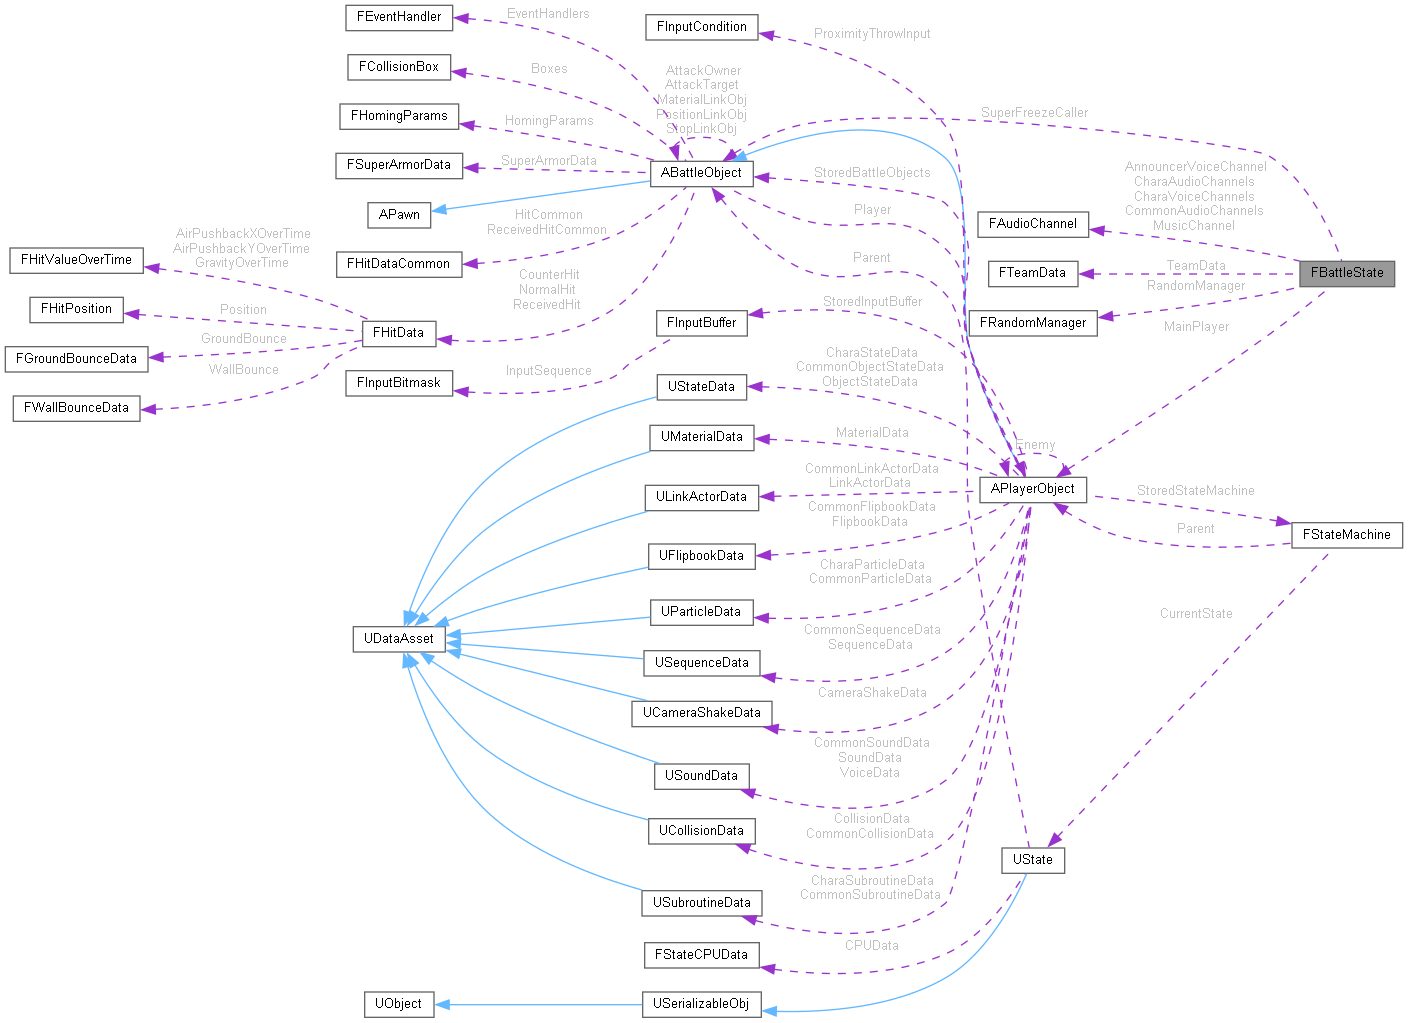 FEventHandler
EventHandlers
FInputCondition
ProximityThrowInput
FCollisionBox
Boxes
AttackOwner
AttackTarget
MaterialLinkObj
PositionLinkObj
StopLinkObj
FHomingParams
HomingParams
SuperFreezeCaller
FSuperArmorData
SuperArmorData
ABattleObject
StoredBattleObjects
AnnouncerVoiceChannel
CharaAudioChannels
CharaVoiceChannels
CommonAudioChannels
MusicChannel
APawn
HitCommon
ReceivedHitCommon
Player
FAudioChannel
AirPushbackXOverTime
AirPushbackYOverTime
GravityOverTime
FHitValueOverTime
FHitDataCommon
Parent
FTeamData
TeamData
FBattleState
CounterHit
NormalHit
ReceivedHit
RandomManager
FHitPosition
Position
StoredInputBuffer
FInputBuffer
FRandomManager
MainPlayer
FHitData
GroundBounce
FGroundBounceData
WallBounce
FInputBitmask
InputSequence
CharaStateData
CommonObjectStateData
ObjectStateData
UStateData
FWallBounceData
UMaterialData
MaterialData
Enemy
CommonLinkActorData
LinkActorData
ULinkActorData
APlayerObject
StoredStateMachine
CommonFlipbookData
FlipbookData
Parent
FStateMachine
UFlipbookData
CharaParticleData
CommonParticleData
UParticleData
CurrentState
UDataAsset
CommonSequenceData
SequenceData
USequenceData
CameraShakeData
UCameraShakeData
CommonSoundData
SoundData
VoiceData
USoundData
CollisionData
CommonCollisionData
UCollisionData
UState
CharaSubroutineData
CommonSubroutineData
USubroutineData
CPUData
FStateCPUData
UObject
USerializableObj